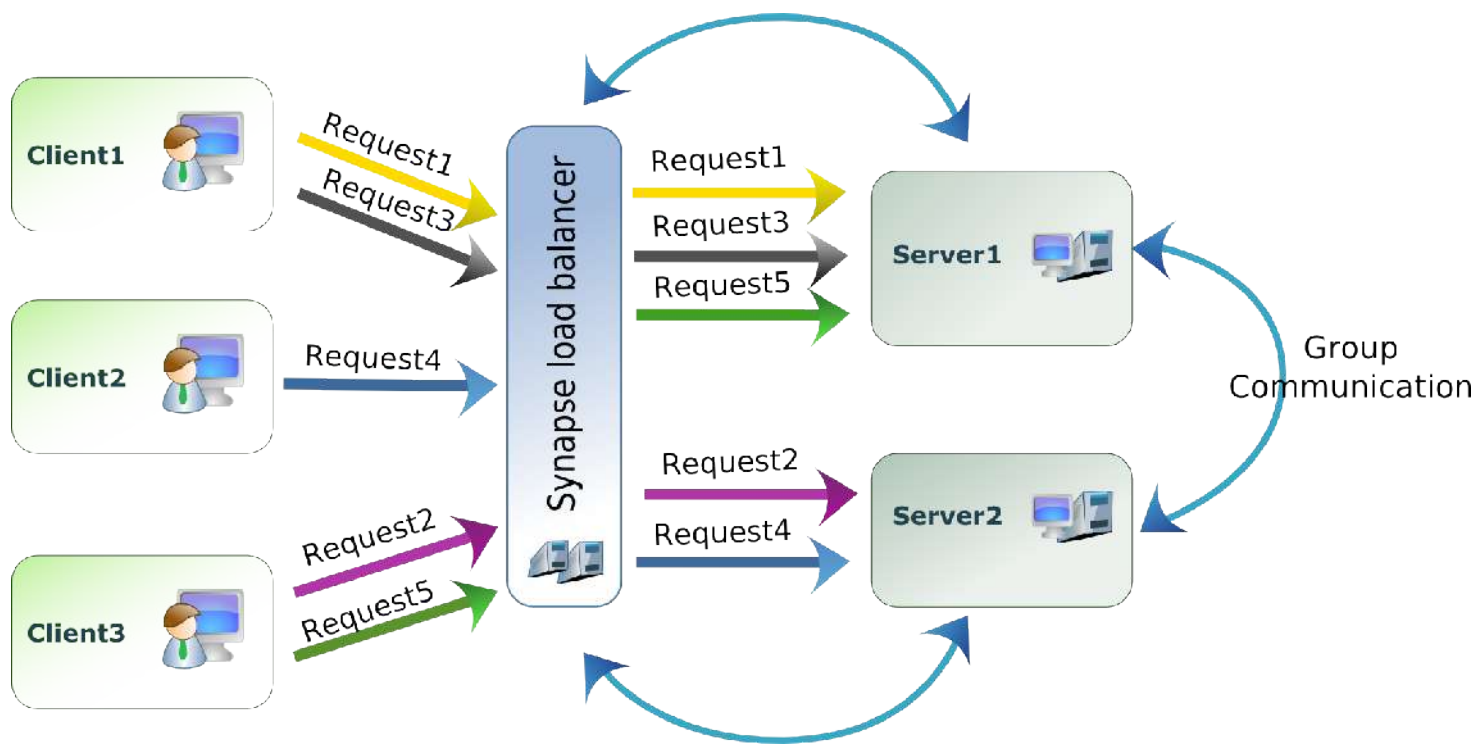 Client1
Request1
Request3
Client2
Request4
Client3
Request2
Request5
Synapse load balancer
Request1
Request3
Request5
Request2
Request4
Server1
Server2
Group
Communication